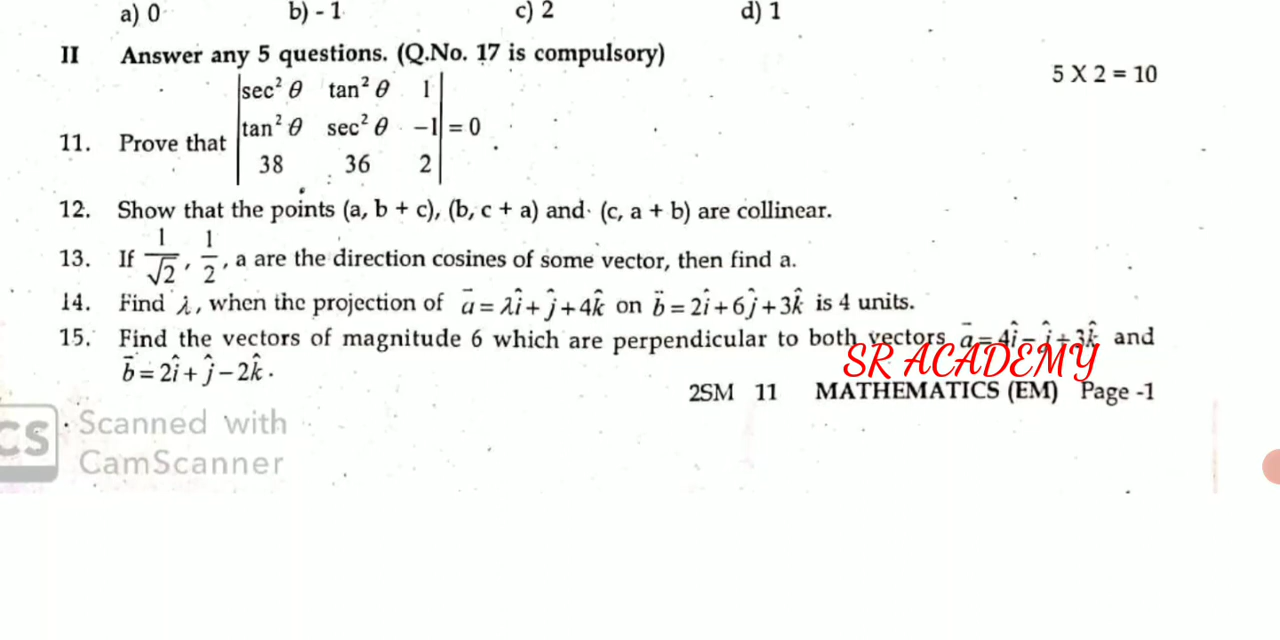 a) 0 b) - 1 c) 2 d) 1
II Answer any 5 questions. (Q.No. 17 is compulsory) 5 X 2 = 10
|sec² θ tan² θ 1|
11. Prove that |tan² θ sec² θ −1| = 0
|38 36 2|
12. Show that the points (a, b + c), (b, c + a) and (c, a + b) are collinear.
13. If 1/√2, 1/2, a are the direction cosines of some vector, then find a.
14. Find λ, when the projection of a̅ = λî + ĵ + 4k̂ on b̅ = 2î + 6ĵ + 3k̂ is 4 units.
15. Find the vectors of magnitude 6 which are perpendicular to both vectors a̅ = 4î − ĵ + 3k̂ and
SR ACADEMY
b̅ = 2î + ĵ − 2k̂.
2SM 11 MATHEMATICS (EM) Page -1
CS Scanned with
CamScanner